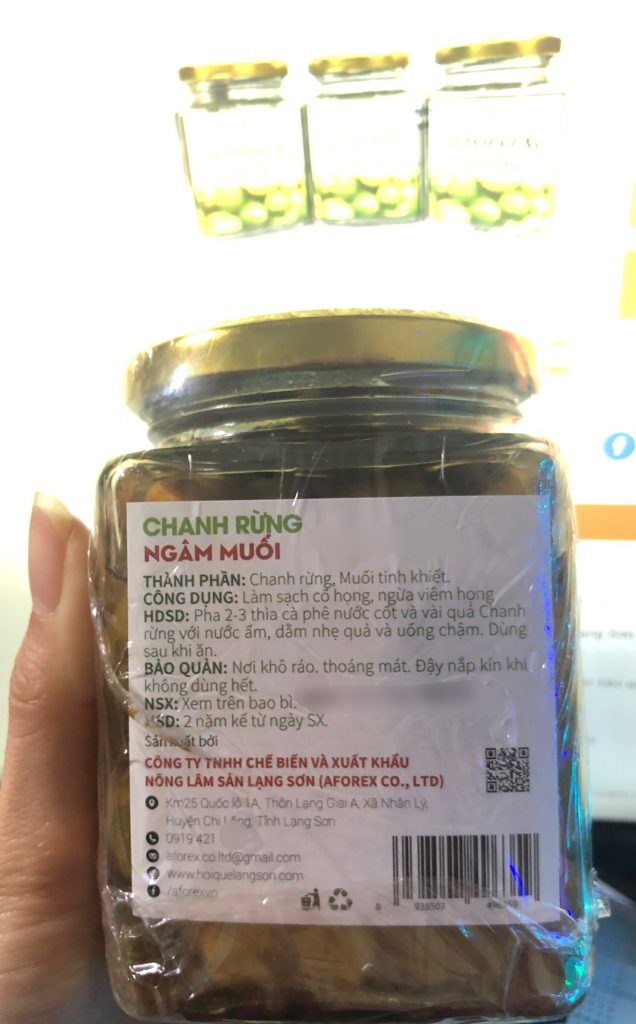 CHANH RỪNG
NGÂM MUỐI
THÀNH PHẦN: Chanh rừng, Muối tinh khiết.
CÔNG DỤNG: Làm sạch cổ họng, ngừa viêm họng
HDSD: Pha 2-3 thìa cà phê nước cốt và vài quả Chanh
rừng với nước ấm, dằm nhẹ quả và uống chậm. Dùng
sau khi ăn.
BẢO QUẢN: Nơi khô ráo. thoáng mát. Đậy nắp kín khi
không dùng hết.
NSX: Xem trên bao bì.
HSD: 2 năm kể từ ngày SX.
Sản xuất bởi
CÔNG TY TNHH CHẾ BIẾN VÀ XUẤT KHẨU
NÔNG LÂM SẢN LẠNG SƠN (AFOREX CO., LTD)
Km25 Quốc lộ 1A, Thôn Lạng Giai A, Xã Nhân Lý,
Huyện Chi Lăng, Tỉnh Lạng Sơn
0919 421
aforex.co.ltd@gmail.com
www.hoiquelangson.com
/aforexvn
8 938507